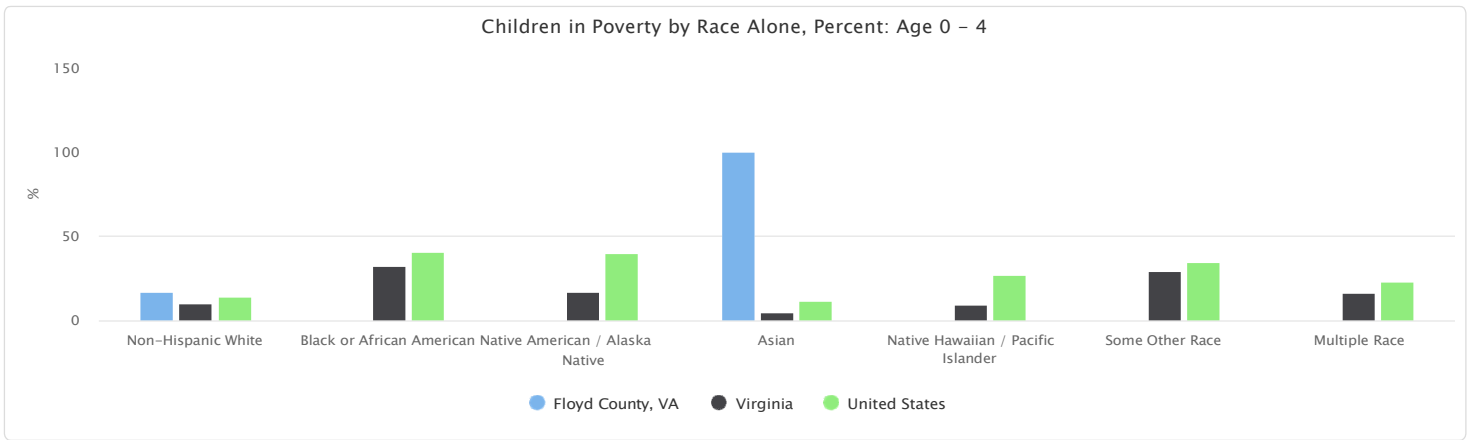 Children in Poverty by Race Alone, Percent: Age 0 – 4
150
100
50
0
%
Non-Hispanic White
Black or African American
Native American / Alaska
Native
Asian
Native Hawaiian / Pacific
Islander
Some Other Race
Multiple Race
Floyd County, VA
Virginia
United States